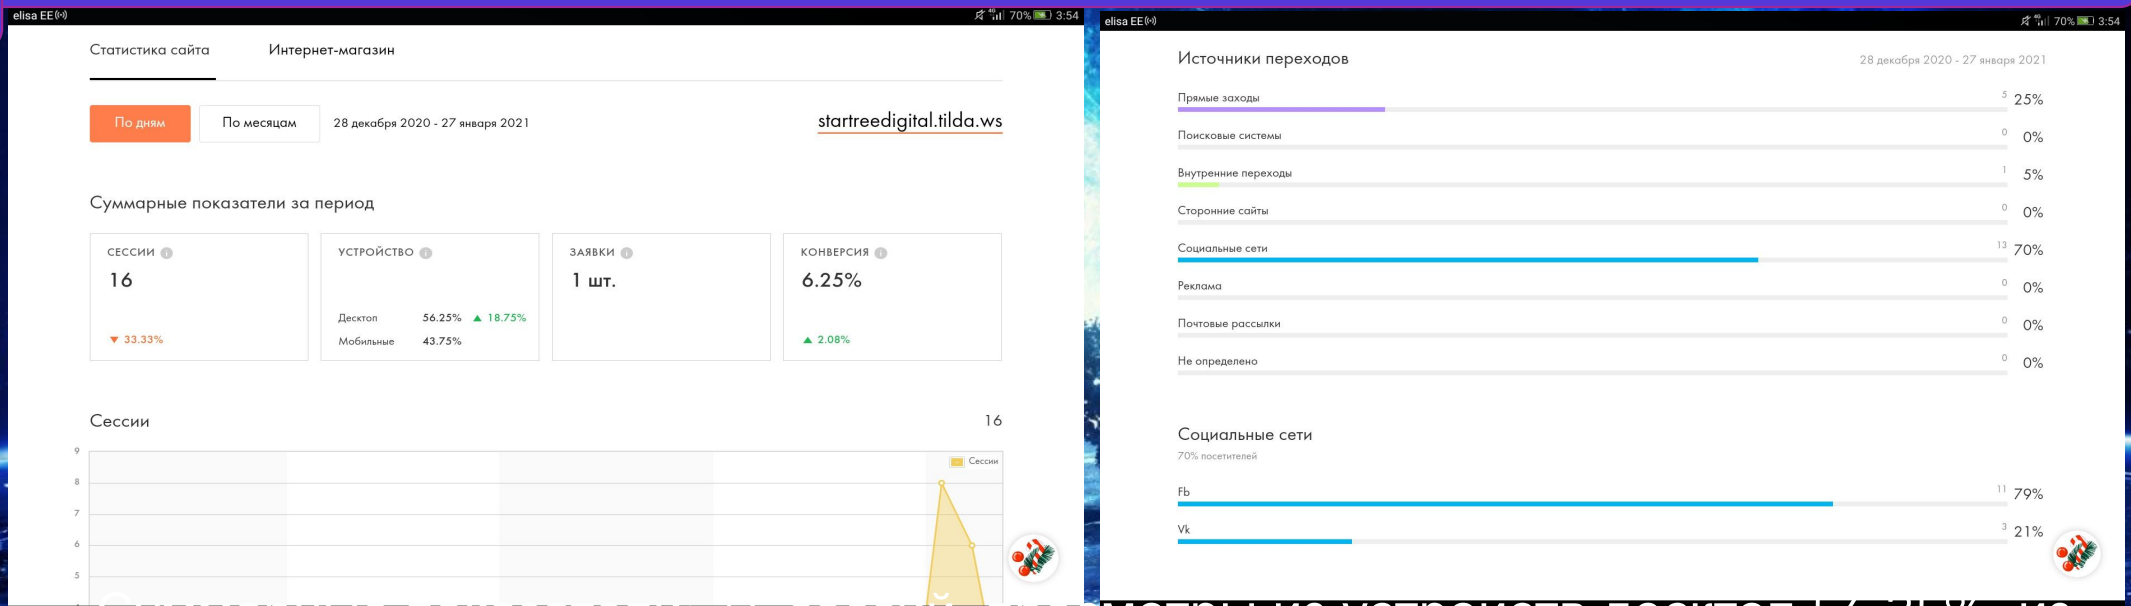 elisa EE 4G 70% 3:54
Статистика сайта Интернет-магазин
По дням По месяцам 28 декабря 2020 - 27 января 2021 startreedigital.tilda.ws
Суммарные показатели за период
СЕССИИ
16
▼ 33.33%
УСТРОЙСТВО
Десктоп 56.25% ▲ 18.75%
Мобильные 43.75%
ЗАЯВКИ
1 шт.
КОНВЕРСИЯ
6.25%
▲ 2.08%
Сессии 16
Сессии
9
8
7
6
5
elisa EE 4G 70% 3:54
Источники переходов 28 декабря 2020 - 27 января 2021
Прямые заходы 5 25%
Поисковые системы 0 0%
Внутренние переходы 1 5%
Сторонние сайты 0 0%
Социальные сети 13 70%
Реклама 0 0%
Почтовые рассылки 0 0%
Не определено 0 0%
Социальные сети
70% посетителей
Fb 11 79%
Vk 3 21%